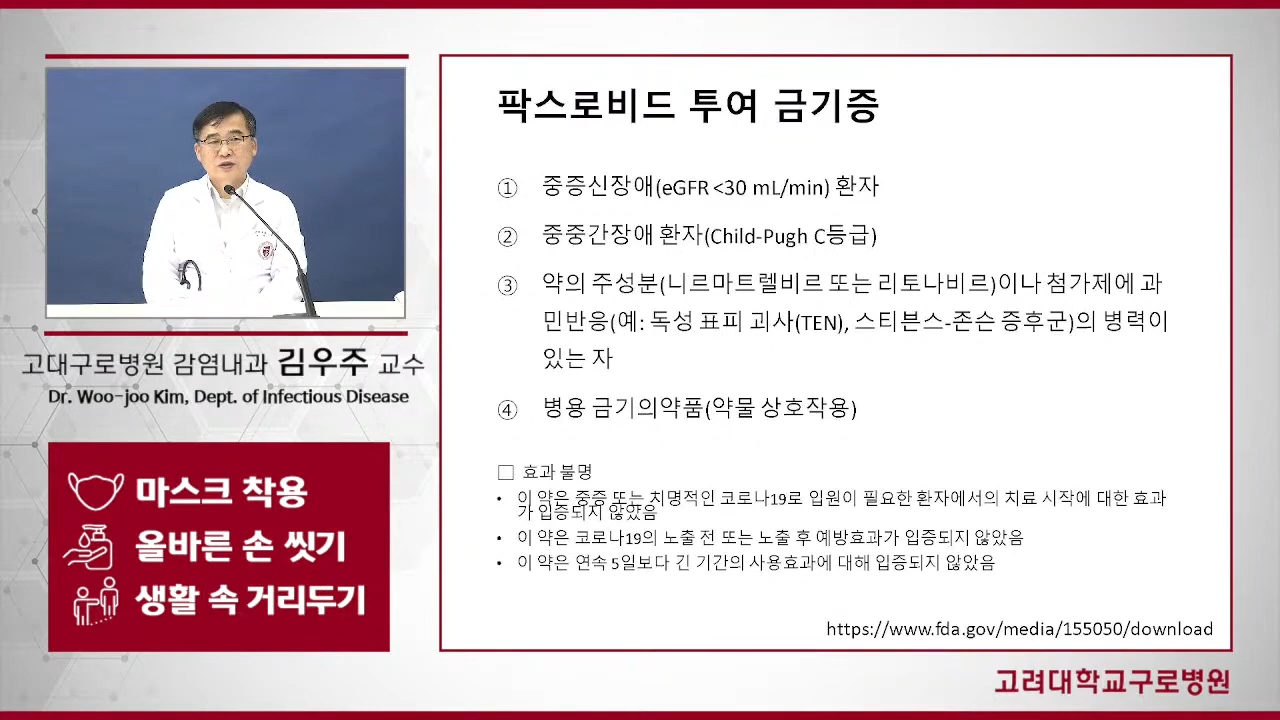 고대구로병원 감염내과 김우주 교수
Dr. Woo-joo Kim, Dept. of Infectious Disease
마스크 착용
올바른 손 씻기
생활 속 거리두기
팍스로비드 투여 금기증
① 중증신장애(eGFR <30 mL/min) 환자
② 중중간장애 환자(Child-Pugh C등급)
③ 약의 주성분(니르마트렐비르 또는 리토나비르)이나 첨가제에 과
민반응(예: 독성 표피 괴사(TEN), 스티븐스-존슨 증후군)의 병력이
있는 자
④ 병용 금기의약품(약물 상호작용)
□ 효과 불명
• 이 약은 중증 또는 치명적인 코로나19로 입원이 필요한 환자에서의 치료 시작에 대한 효과
가 입증되지 않았음
• 이 약은 코로나19의 노출 전 또는 노출 후 예방효과가 입증되지 않았음
• 이 약은 연속 5일보다 긴 기간의 사용효과에 대해 입증되지 않았음
https://www.fda.gov/media/155050/download
고려대학교구로병원